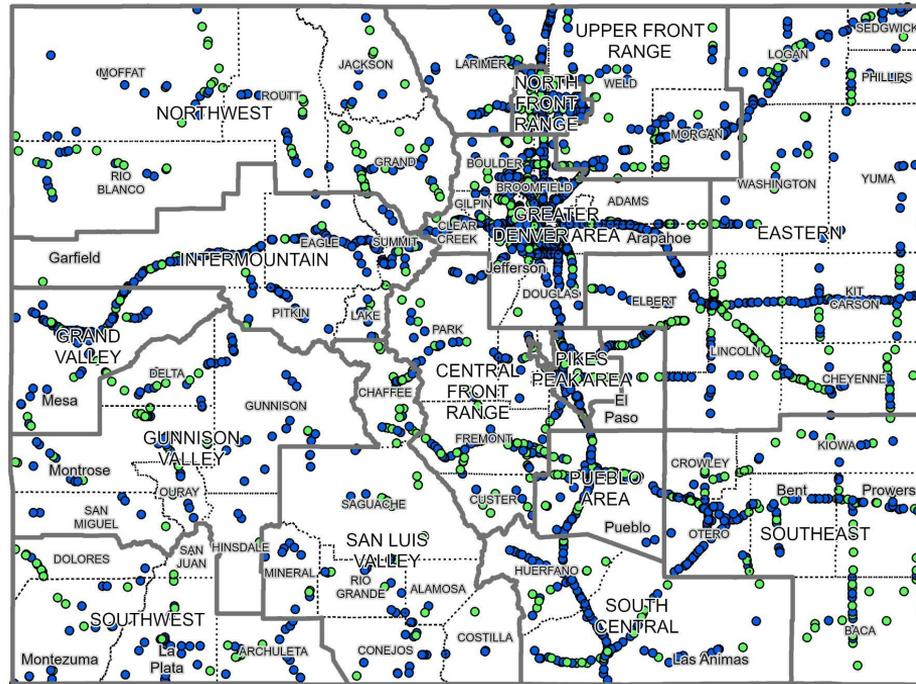 UPPER FRONT
RANGE
SEDGWICK
LOGAN
JACKSON
LARIMER
MOFFAT
PHILLIPS
NORTH
FRONT
RANGE
WELD
ROUTT
NORTHWEST
MORGAN
GRAND
BOULDER
RIO
BLANCO
BROOMFIELD
WASHINGTON
YUMA
GILPIN
ADAMS
GREATER
DENVER AREA
CLEAR
CREEK
Arapahoe
EASTERN
EAGLE
SUMMIT
Garfield
INTERMOUNTAIN
Jefferson
DOUGLAS
ELBERT
KIT
CARSON
PITKIN
LAKE
PARK
GRAND
VALLEY
LINCOLN
PIKES
PEAK AREA
CENTRAL
FRONT
RANGE
DELTA
CHEYENNE
CHAFFEE
Mesa
GUNNISON
El
Paso
GUNNISON
VALLEY
FREMONT
KIOWA
Montrose
CROWLEY
PUEBLO
AREA
OURAY
Bent
Prowers
SAGUACHE
CUSTER
SAN
MIGUEL
Pueblo
OTERO
SOUTHEAST
SAN
JUAN
HINSDALE
SAN LUIS
VALLEY
DOLORES
MINERAL
HUERFANO
RIO
GRANDE
ALAMOSA
SOUTH
CENTRAL
SOUTHWEST
BACA
COSTILLA
La
Plata
ARCHULETA
CONEJOS
Montezuma
Las Animas